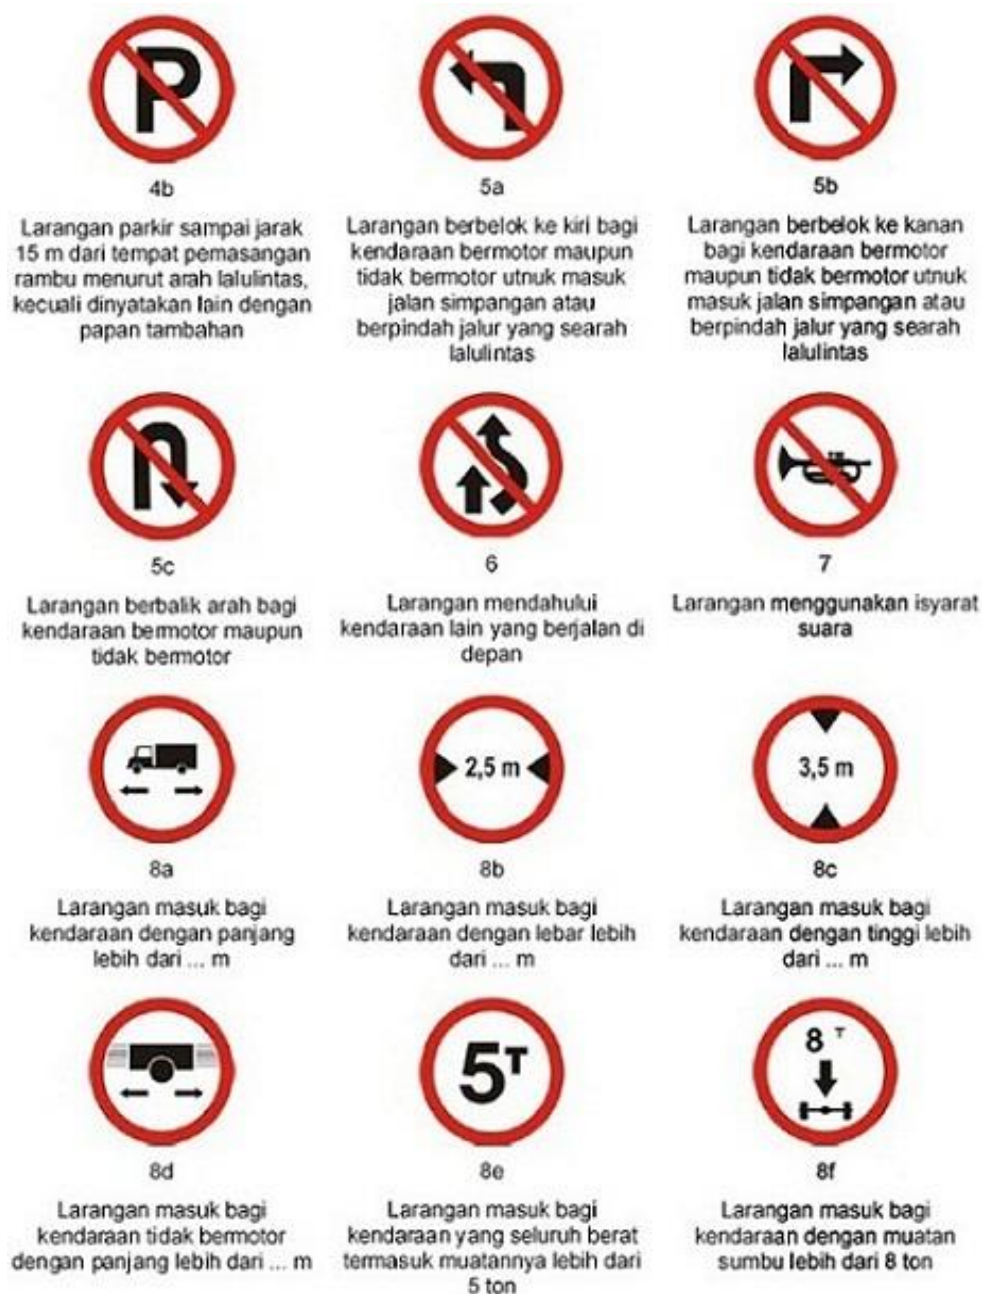 P
4b
Larangan parkir sampai jarak
15 m dari tempat pemasangan
rambu menurut arah lalulintas,
kecuali dinyatakan lain dengan
papan tambahan
5a
Larangan berbelok ke kiri bagi
kendaraan bermotor maupun
tidak bermotor utnuk masuk
jalan simpangan atau
berpindah jalur yang searah
lalulintas
5b
Larangan berbelok ke kanan
bagi kendaraan bermotor
maupun tidak bermotor utnuk
masuk jalan simpangan atau
berpindah jalur yang searah
lalulintas
5c
Larangan berbalik arah bagi
kendaraan bermotor maupun
tidak bermotor
6
Larangan mendahului
kendaraan lain yang berjalan di
depan
7
Larangan menggunakan isyarat
suara
8a
Larangan masuk bagi
kendaraan dengan panjang
lebih dari ... m
2,5 m
8b
Larangan masuk bagi
kendaraan dengan lebar lebih
dari ... m
3,5 m
8c
Larangan masuk bagi
kendaraan dengan tinggi lebih
dari ... m
8d
Larangan masuk bagi
kendaraan tidak bermotor
dengan panjang lebih dari ... m
5T
8e
Larangan masuk bagi
kendaraan yang seluruh berat
termasuk muatannya lebih dari
5 ton
8 T
8f
Larangan masuk bagi
kendaraan dengan muatan
sumbu lebih dari 8 ton